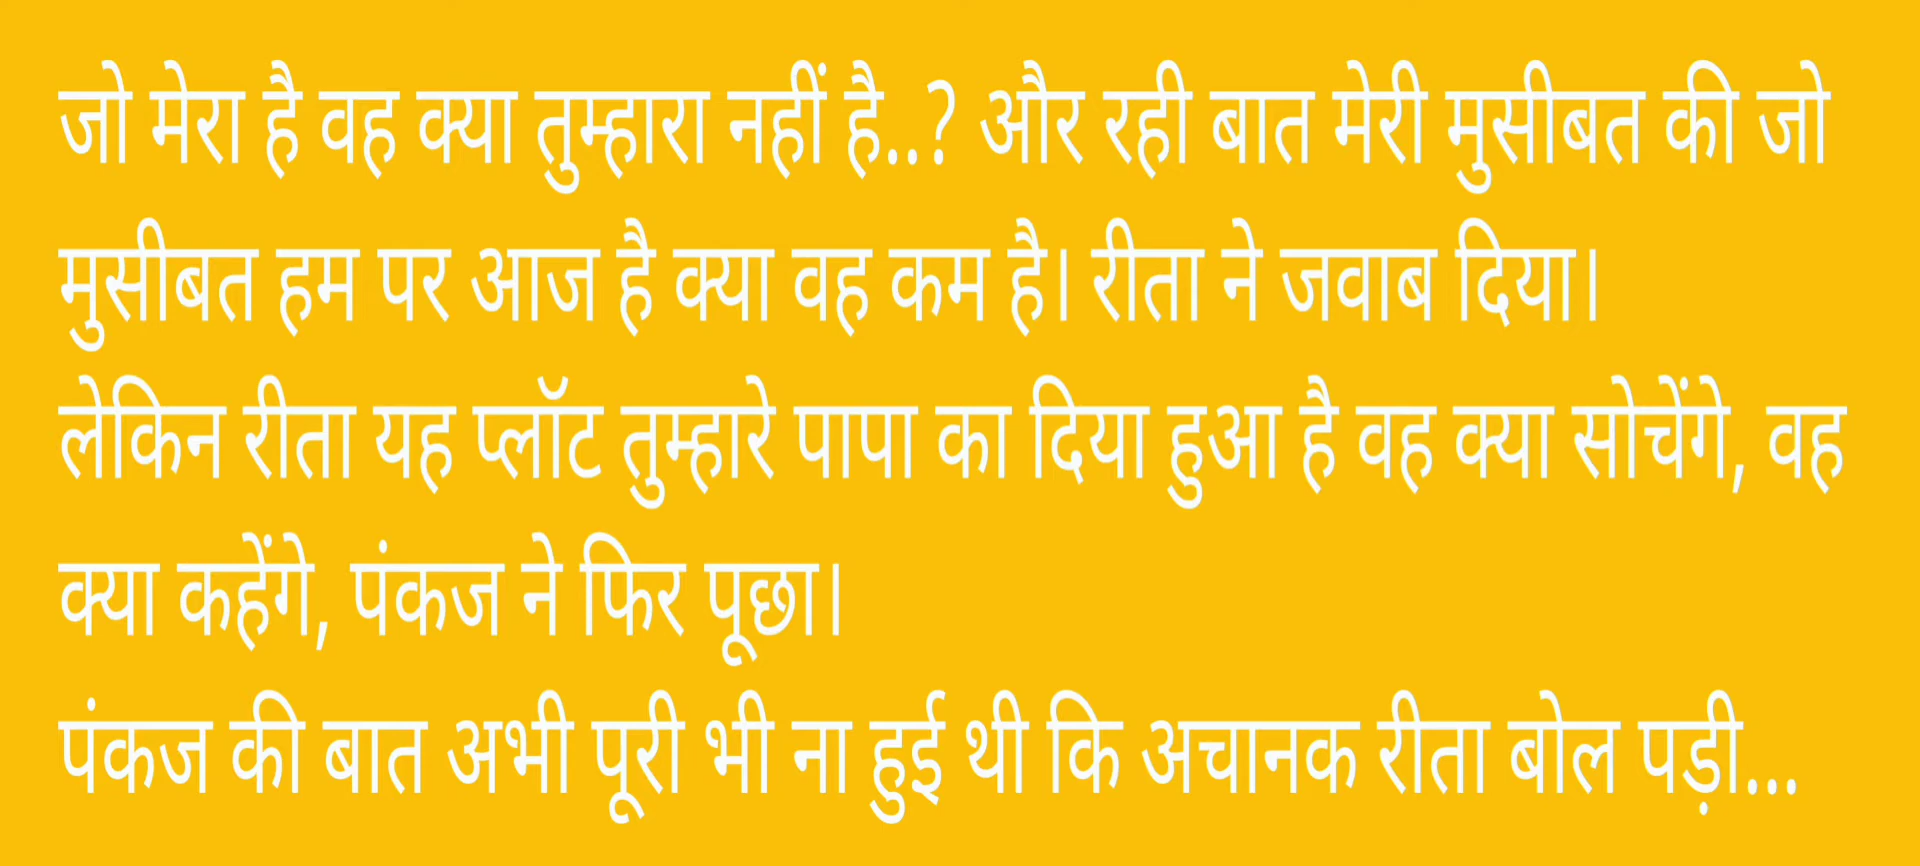 जो मेरा है वह क्या तुम्हारा नहीं है..? और रही बात मेरी मुसीबत की जो
मुसीबत हम पर आज है क्या वह कम है। रीता ने जवाब दिया।
लेकिन रीता यह प्लॉट तुम्हारे पापा का दिया हुआ है वह क्या सोचेंगे, वह
क्या कहेंगे, पंकज ने फिर पूछा।
पंकज की बात अभी पूरी भी ना हुई थी कि अचानक रीता बोल पड़ी...